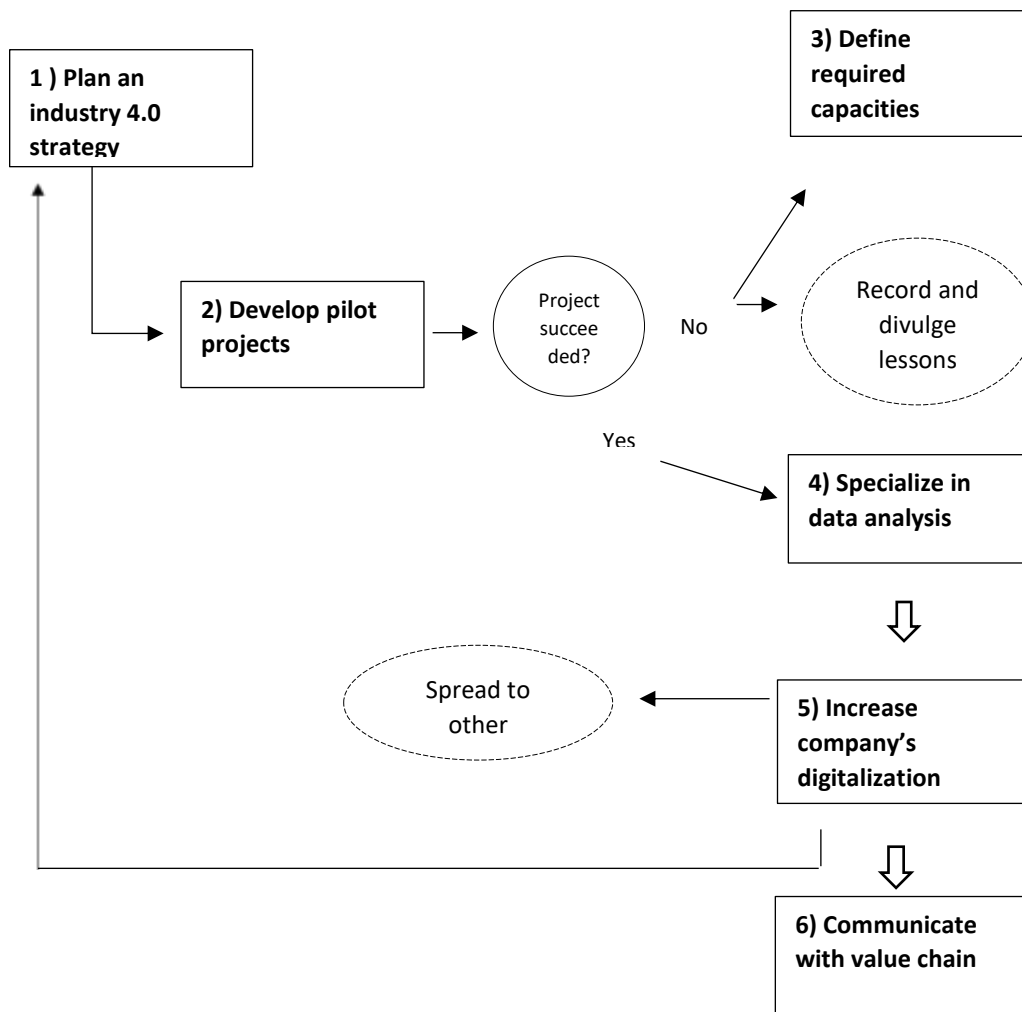 1 ) Plan an
industry 4.0
strategy
3) Define
required
capacities
2) Develop pilot
projects
Project
succee
ded?
No
Record and
divulge
lessons
Yes
4) Specialize in
data analysis
Spread to
other
5) Increase
company’s
digitalization
6) Communicate
with value chain